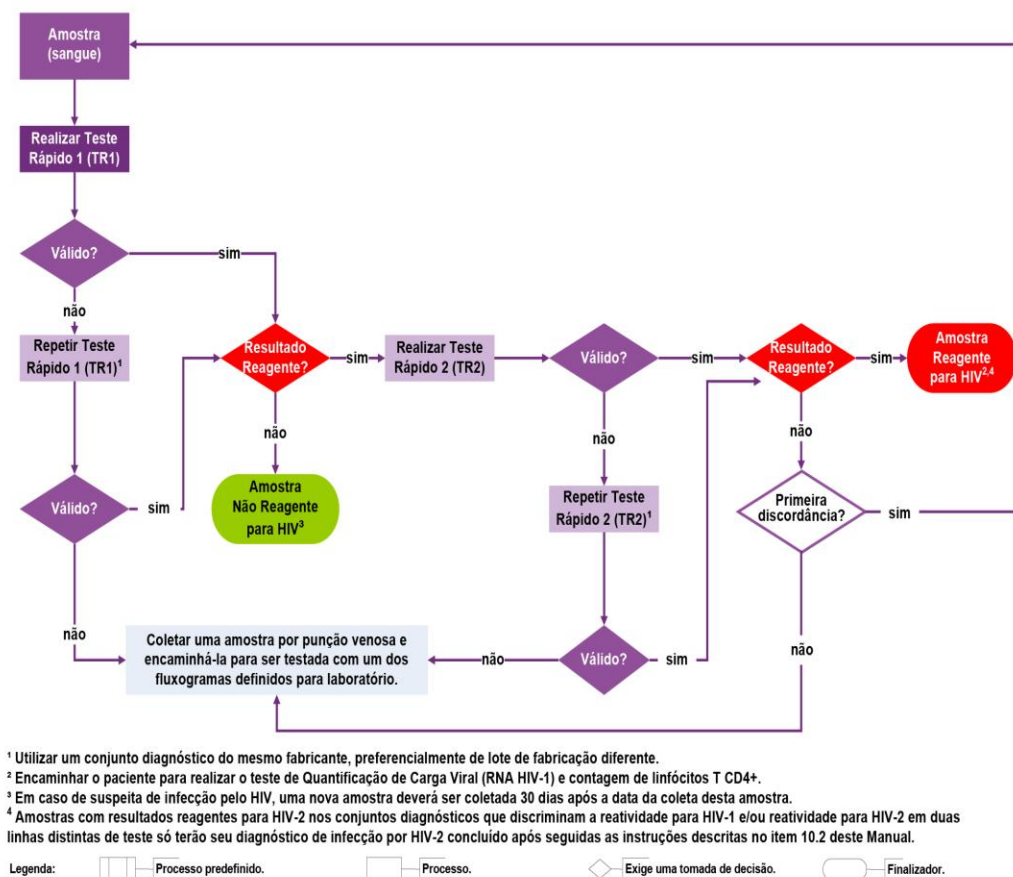 Amostra
(sangue)
Realizar Teste
Rápido 1 (TR1)
Válido?
sim
não
Repetir Teste
Rápido 1 (TR1)¹
Resultado
Reagente?
sim
Realizar Teste
Rápido 2 (TR2)
Válido?
sim
Resultado
Reagente?
sim
Amostra
Reagente
para HIV²,⁴
não
Amostra
Não Reagente
para HIV³
não
Repetir Teste
Rápido 2 (TR2)¹
não
Primeira
discordância?
sim
Válido?
sim
não
Coletar uma amostra por punção venosa e
encaminhá-la para ser testada com um dos
fluxogramas definidos para laboratório.
não
Válido?
sim
não
¹ Utilizar um conjunto diagnóstico do mesmo fabricante, preferencialmente de lote de fabricação diferente.
² Encaminhar o paciente para realizar o teste de Quantificação de Carga Viral (RNA HIV-1) e contagem de linfócitos T CD4+.
³ Em caso de suspeita de infecção pelo HIV, uma nova amostra deverá ser coletada 30 dias após a data da coleta desta amostra.
⁴ Amostras com resultados reagentes para HIV-2 nos conjuntos diagnósticos que discriminam a reatividade para HIV-1 e/ou reatividade para HIV-2 em duas
linhas distintas de teste só terão seu diagnóstico de infecção por HIV-2 concluído após seguidas as instruções descritas no item 10.2 deste Manual.
Legenda: Processo predefinido. Processo. Exige uma tomada de decisão. Finalizador.